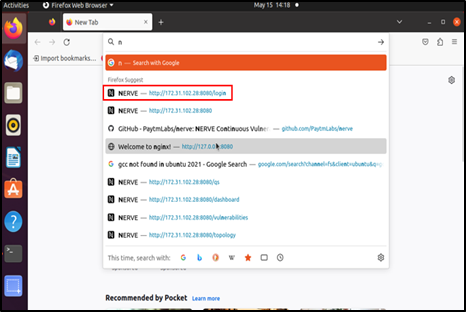 Activities Firefox Web Browser May 15 14:18
New Tab
n
Import bookmarks...
n — Search with Google
Firefox Suggest
NERVE — http://172.31.102.28:8080/login
NERVE — http://172.31.102.28:8080
GitHub - PaytmLabs/nerve: NERVE Continuous Vulner — github.com/PaytmLabs/nerve
Welcome to nginx! — http://127.0.0 :8080
gcc not found in ubuntu 2021 - Google Search — google.com/search?channel=fs&client=ubuntu&q=g
NERVE — http://172.31.102.28:8080/qs
NERVE — http://172.31.102.28:8080/dashboard
NERVE — http://172.31.102.28:8080/vulnerabilities
NERVE — http://172.31.102.28:8080/topology
This time, search with:
Recommended by Pocket Learn more